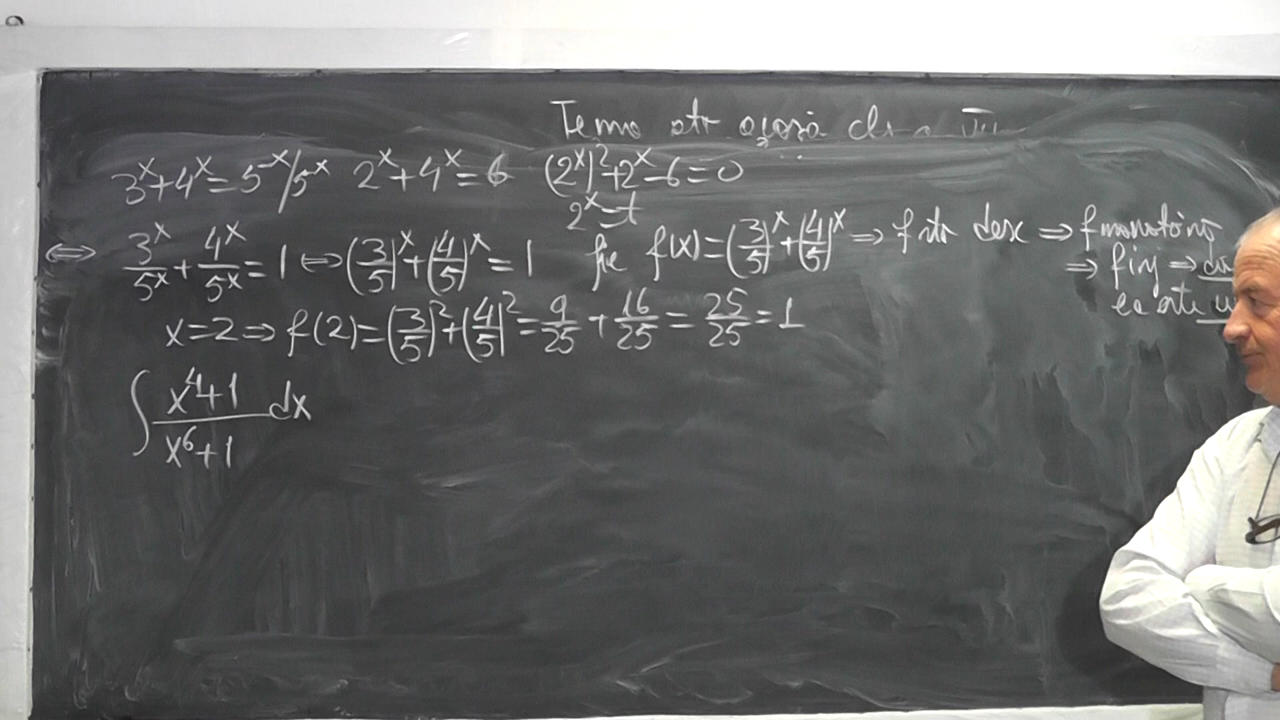 3^x+4^x=5^x/5^x 2^x+4^x=6 (2^x)^2+2^x-6=0
2^x=t
⇔ 3^x/5^x + 4^x/5^x = 1 ⇔ (3/5)^x+(4/5)^x=1 fie f(x)=(3/5)^x+(4/5)^x ⇒ f str desx ⇒ f monotonă
⇒ f inj ⇒
x=2 ⇒ f(2)=(3/5)^2+(4/5)^2=9/25+16/25=25/25=1
∫ (x^4+1)/(x^6+1) dx